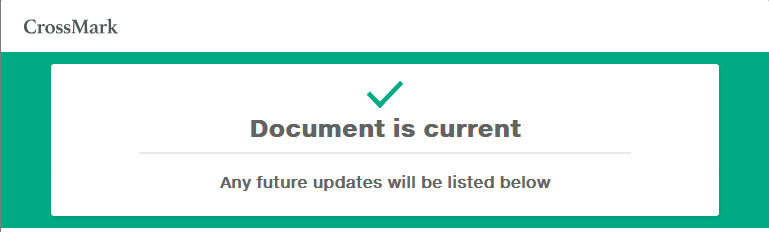 CrossMark
Document is current
Any future updates will be listed below